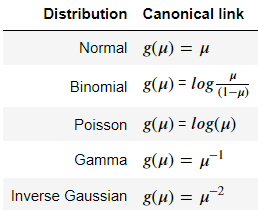 Distribution Canonical link
Normal g(μ) = μ
Binomial g(μ) = log μ/(1−μ)
Poisson g(μ) = log(μ)
Gamma g(μ) = μ⁻¹
Inverse Gaussian g(μ) = μ⁻²